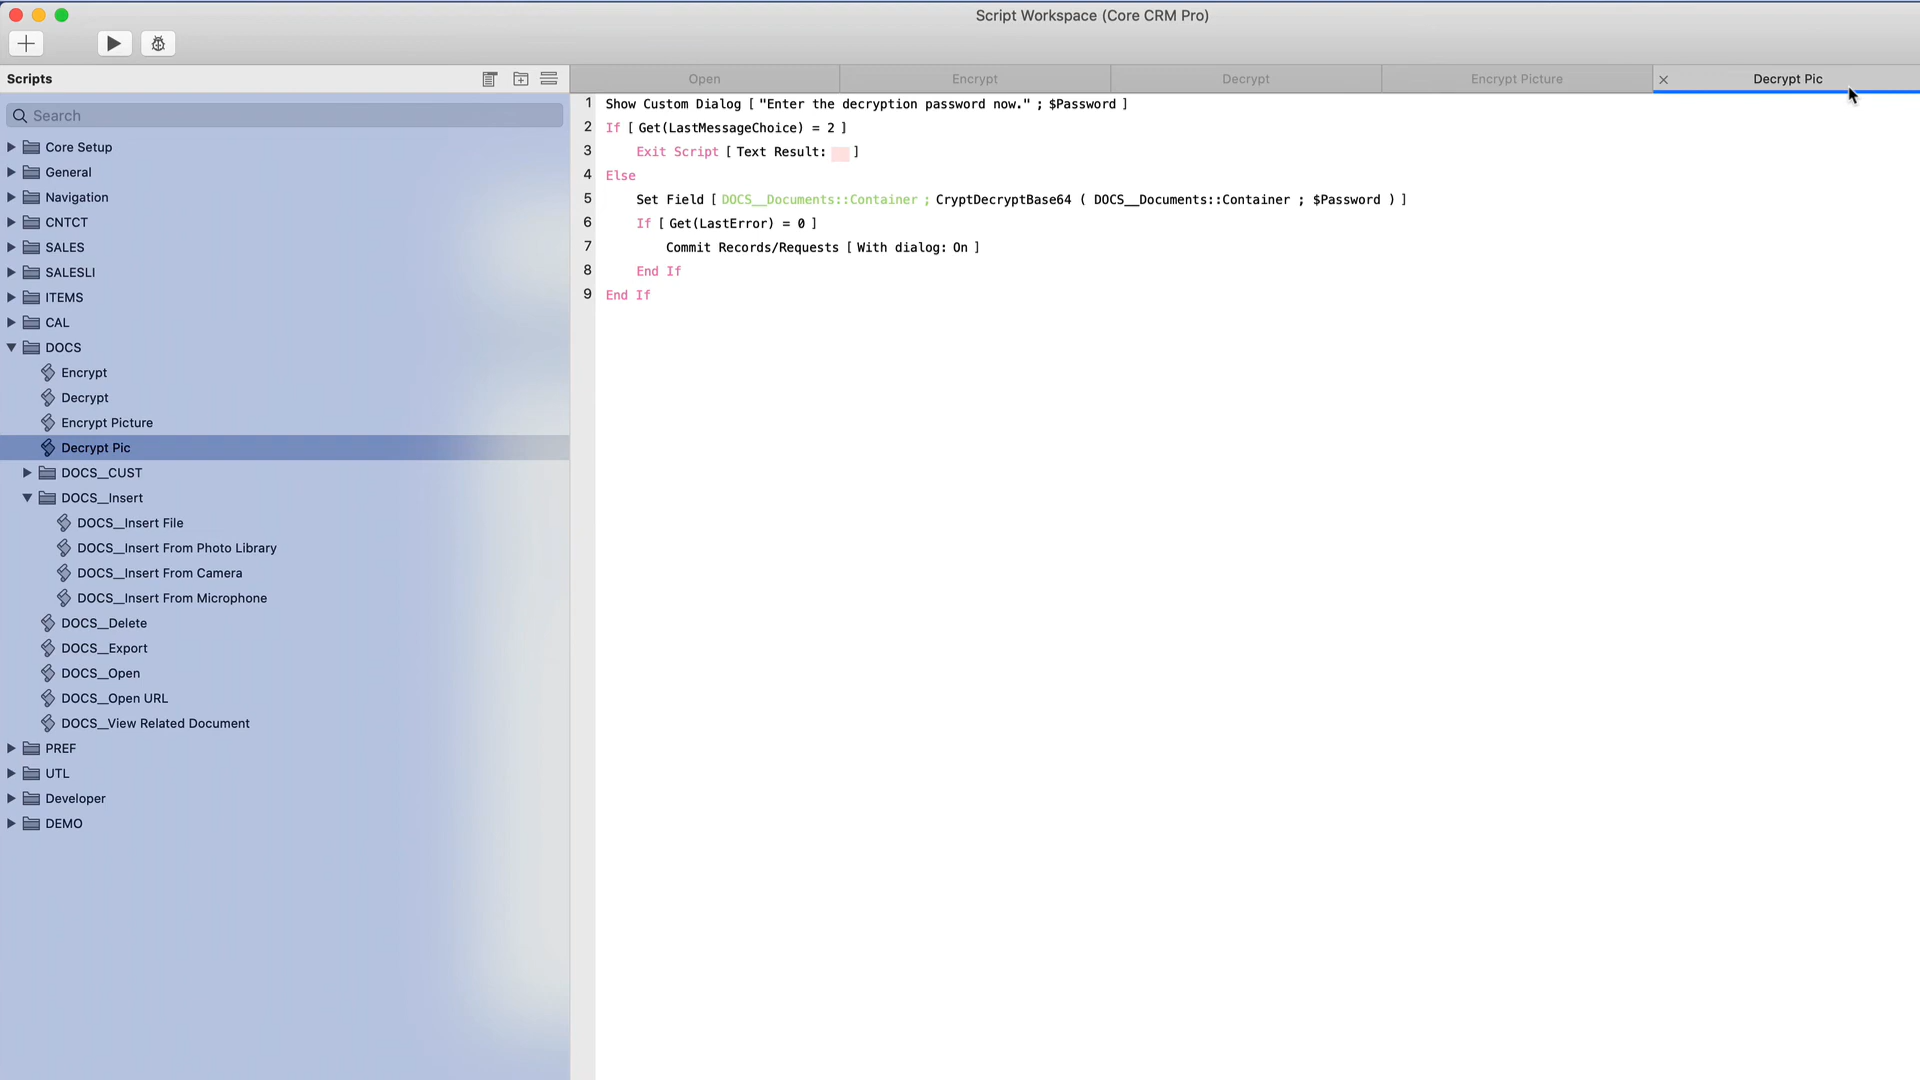 Script Workspace (Core CRM Pro)
Scripts
Open
Encrypt
Decrypt
Encrypt Picture
Decrypt Pic
Search
Core Setup
General
Navigation
CNTCT
SALES
SALESLI
ITEMS
CAL
DOCS
Encrypt
Decrypt
Encrypt Picture
Decrypt Pic
DOCS__CUST
DOCS__Insert
DOCS__Insert File
DOCS__Insert From Photo Library
DOCS__Insert From Camera
DOCS__Insert From Microphone
DOCS__Delete
DOCS__Export
DOCS__Open
DOCS__Open URL
DOCS__View Related Document
PREF
UTL
Developer
DEMO
1 Show Custom Dialog [ "Enter the decryption password now." ; $Password ]
2 If [ Get(LastMessageChoice) = 2 ]
3 Exit Script [ Text Result: ]
4 Else
5 Set Field [ DOCS__Documents::Container ; CryptDecryptBase64 ( DOCS__Documents::Container ; $Password ) ]
6 If [ Get(LastError) = 0 ]
7 Commit Records/Requests [ With dialog: On ]
8 End If
9 End If